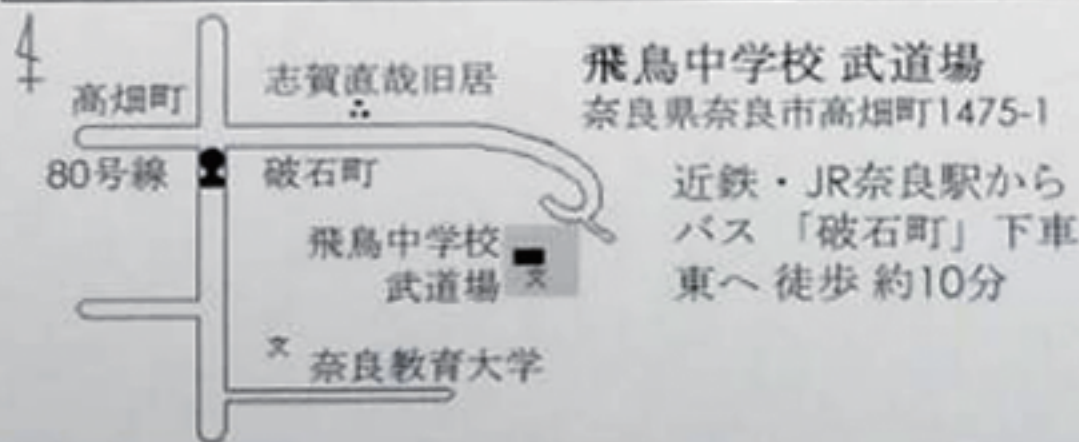 飛鳥中学校 武道場
奈良県奈良市高畑町1475-1
近鉄・JR奈良駅から
バス 「破石町」 下車
東へ 徒歩 約10分
志賀直哉旧居
高畑町
80号線
破石町
飛鳥中学校
武道場
文
文
奈良教育大学